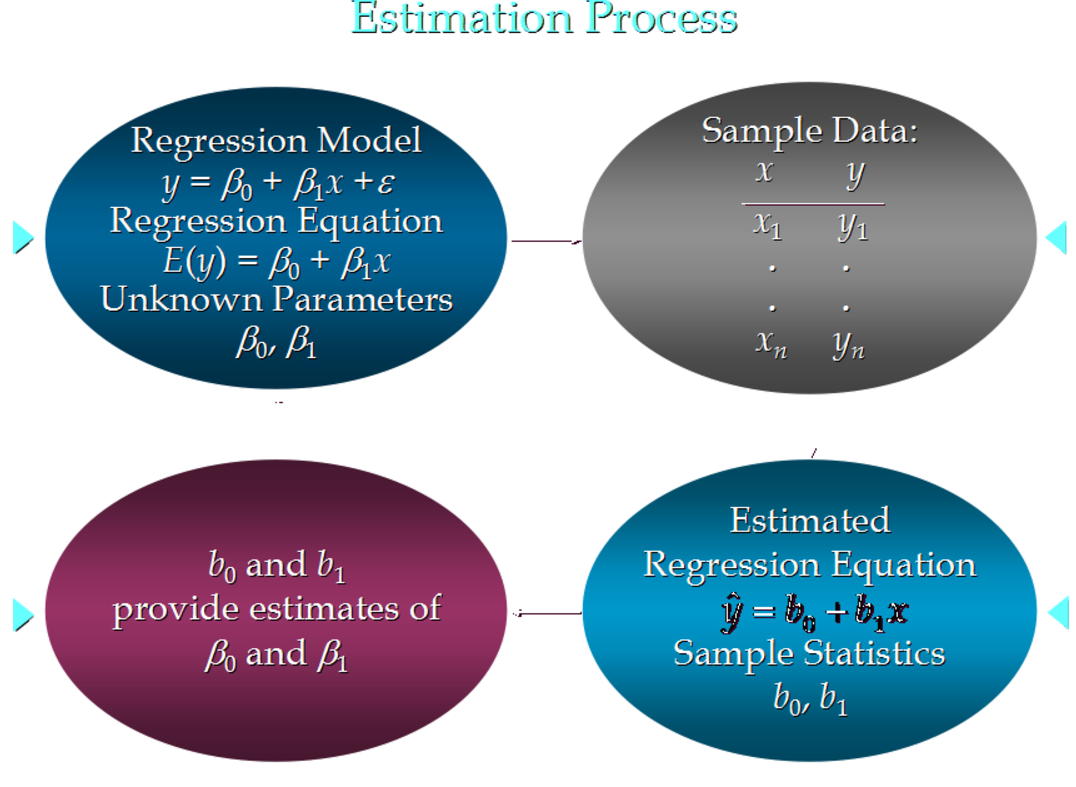 Estimation Process
Regression Model
y = β₀ + β₁x + ε
Regression Equation
E(y) = β₀ + β₁x
Unknown Parameters
β₀, β₁
Sample Data:
x y
x₁ y₁
. .
. .
xₙ yₙ
b₀ and b₁
provide estimates of
β₀ and β₁
Estimated
Regression Equation
ŷ = b₀ + b₁x
Sample Statistics
b₀, b₁